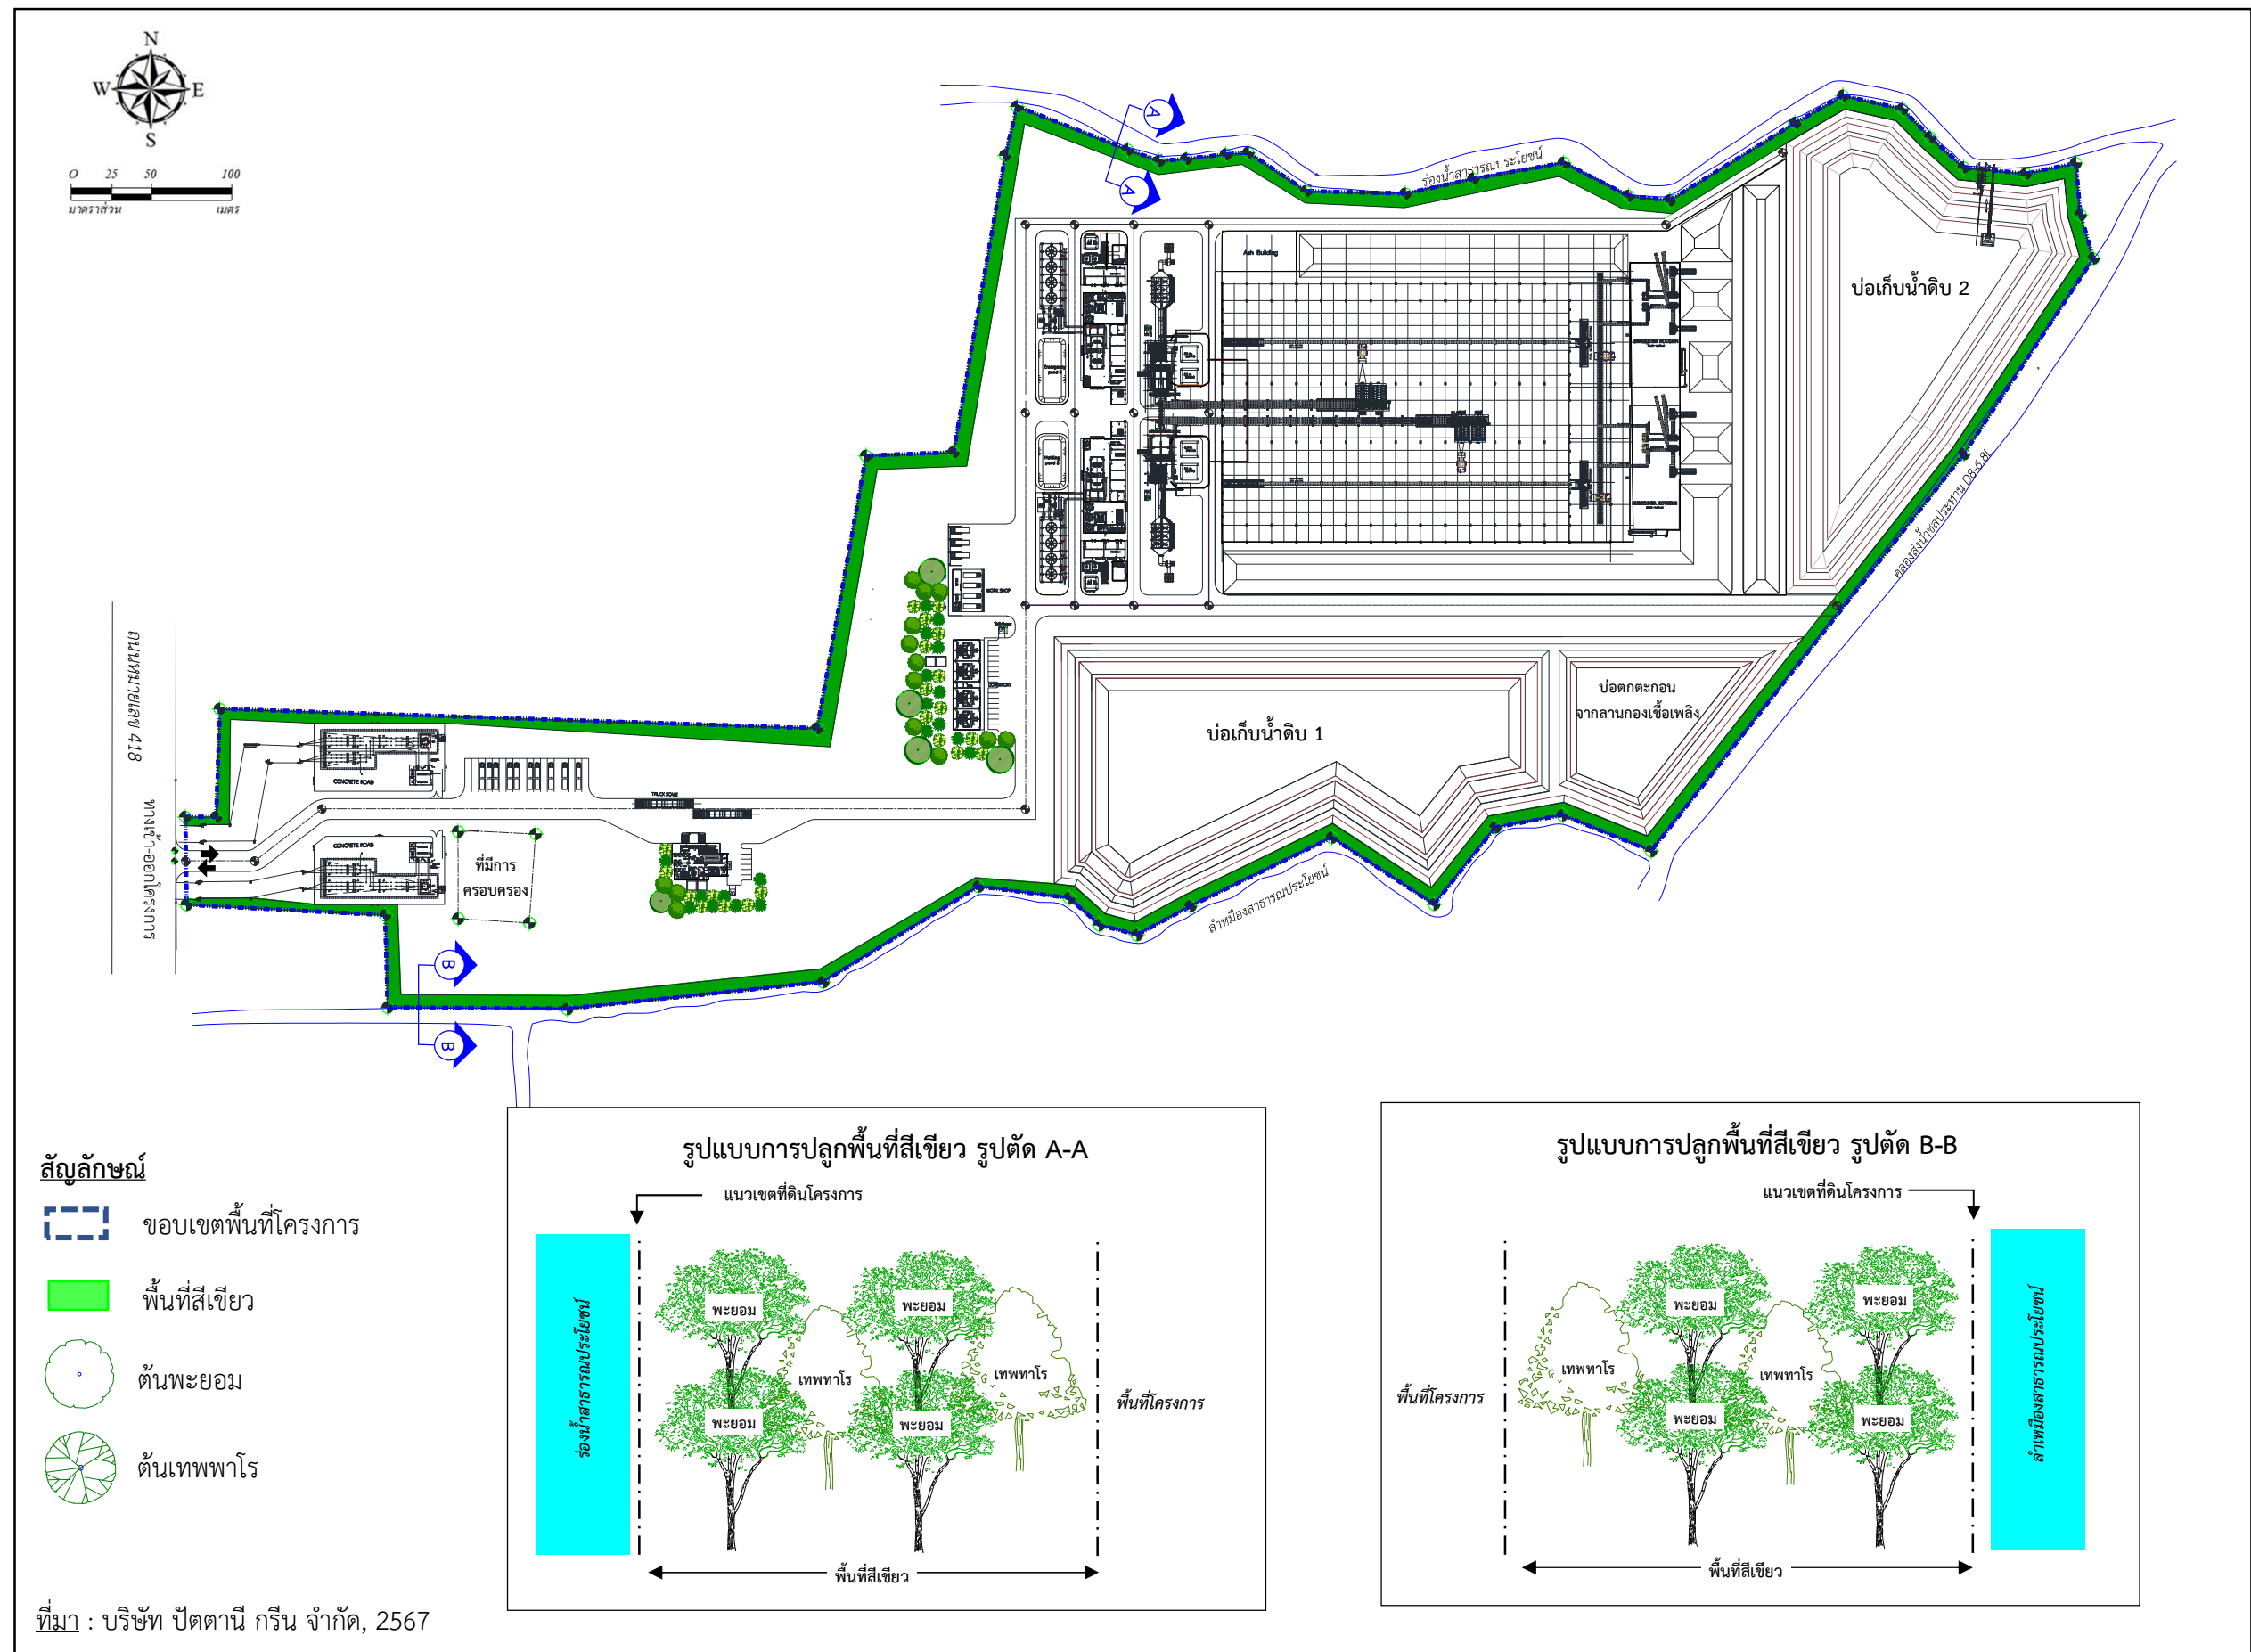 N
W E
S
0 25 50 100
มาตราส่วน เมตร
ร่องน้ำสาธารณประโยชน์
A
A
Ash Building
บ่อเก็บน้ำดิบ 2
Emergency
pond 2
Holding
pond 2
คลองส่งน้ำชลประทาน D8-6.8L
WORK SHOP
DORMITORY
บ่อตกตะกอน
จากลานกองเชื้อเพลิง
บ่อเก็บน้ำดิบ 1
ถนนหมายเลข 418
ทางเข้า-ออกโครงการ
CONCRETE ROAD
TRUCK SCALE
CONCRETE ROAD
ที่มีการ
ครอบครอง
ลำเหมืองสาธารณประโยชน์
B
B
สัญลักษณ์
ขอบเขตพื้นที่โครงการ
พื้นที่สีเขียว
ต้นพะยอม
ต้นเทพพาโร
รูปแบบการปลูกพื้นที่สีเขียว รูปตัด A-A
แนวเขตที่ดินโครงการ
ร่องน้ำสาธารณประโยชน์
พะยอม พะยอม
เทพทาโร เทพทาโร
พะยอม พะยอม
พื้นที่โครงการ
พื้นที่สีเขียว
รูปแบบการปลูกพื้นที่สีเขียว รูปตัด B-B
แนวเขตที่ดินโครงการ
พะยอม พะยอม
เทพทาโร เทพทาโร
พะยอม พะยอม
พื้นที่โครงการ
ลำเหมืองสาธารณประโยชน์
พื้นที่สีเขียว
ที่มา : บริษัท ปัตตานี กรีน จำกัด, 2567